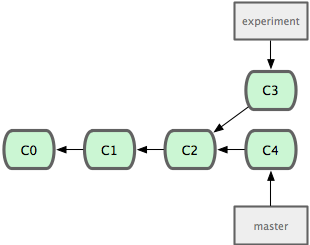 experiment
C3
C0 C1 C2 C4
master